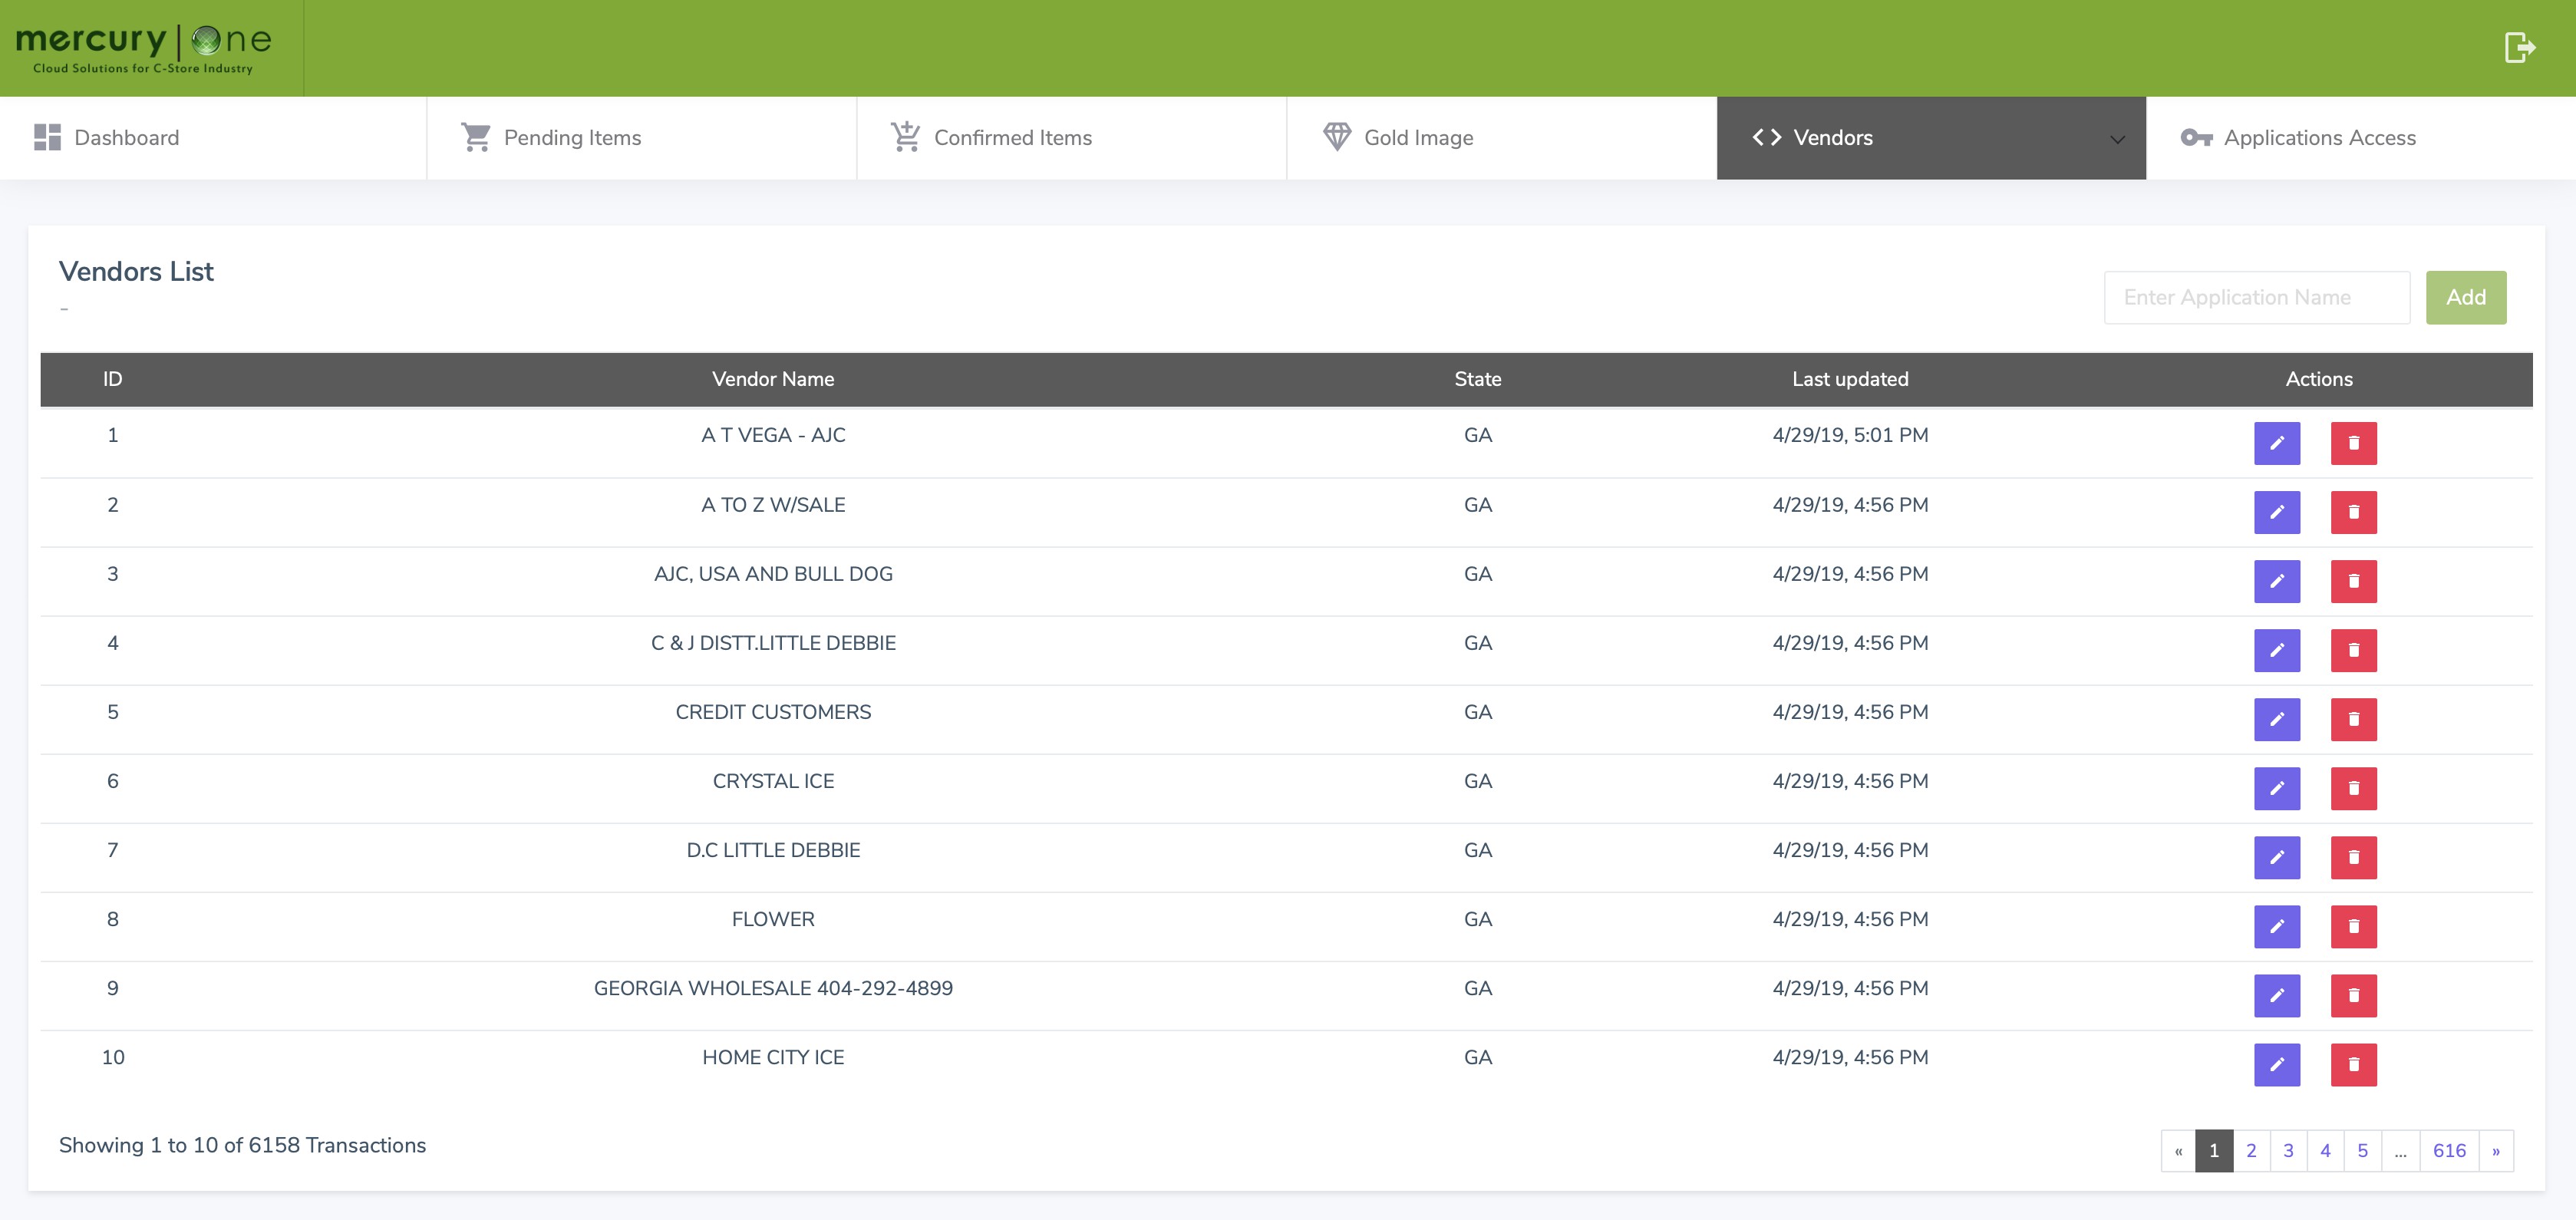 mercury | One
Cloud Solutions for C-Store Industry
Dashboard
Pending Items
Confirmed Items
Gold Image
Vendors
Applications Access
Vendors List
-
Enter Application Name
Add
ID Vendor Name State Last updated Actions
1 A T VEGA - AJC GA 4/29/19, 5:01 PM
2 A TO Z W/SALE GA 4/29/19, 4:56 PM
3 AJC, USA AND BULL DOG GA 4/29/19, 4:56 PM
4 C & J DISTT.LITTLE DEBBIE GA 4/29/19, 4:56 PM
5 CREDIT CUSTOMERS GA 4/29/19, 4:56 PM
6 CRYSTAL ICE GA 4/29/19, 4:56 PM
7 D.C LITTLE DEBBIE GA 4/29/19, 4:56 PM
8 FLOWER GA 4/29/19, 4:56 PM
9 GEORGIA WHOLESALE 404-292-4899 GA 4/29/19, 4:56 PM
10 HOME CITY ICE GA 4/29/19, 4:56 PM
Showing 1 to 10 of 6158 Transactions
« 1 2 3 4 5 ... 616 »